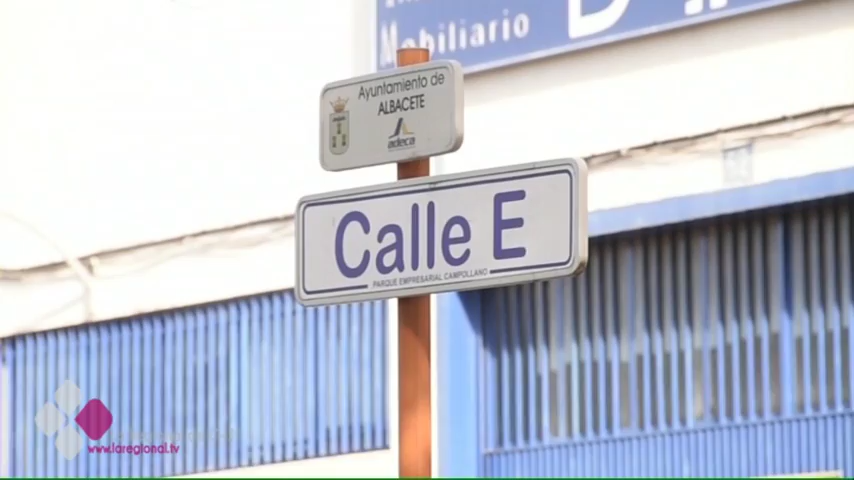 Mobiliario
Ayuntamiento de
ALBACETE
adeca
Calle E
PARQUE EMPRESARIAL CAMPOLLANO
www.laregional.tv